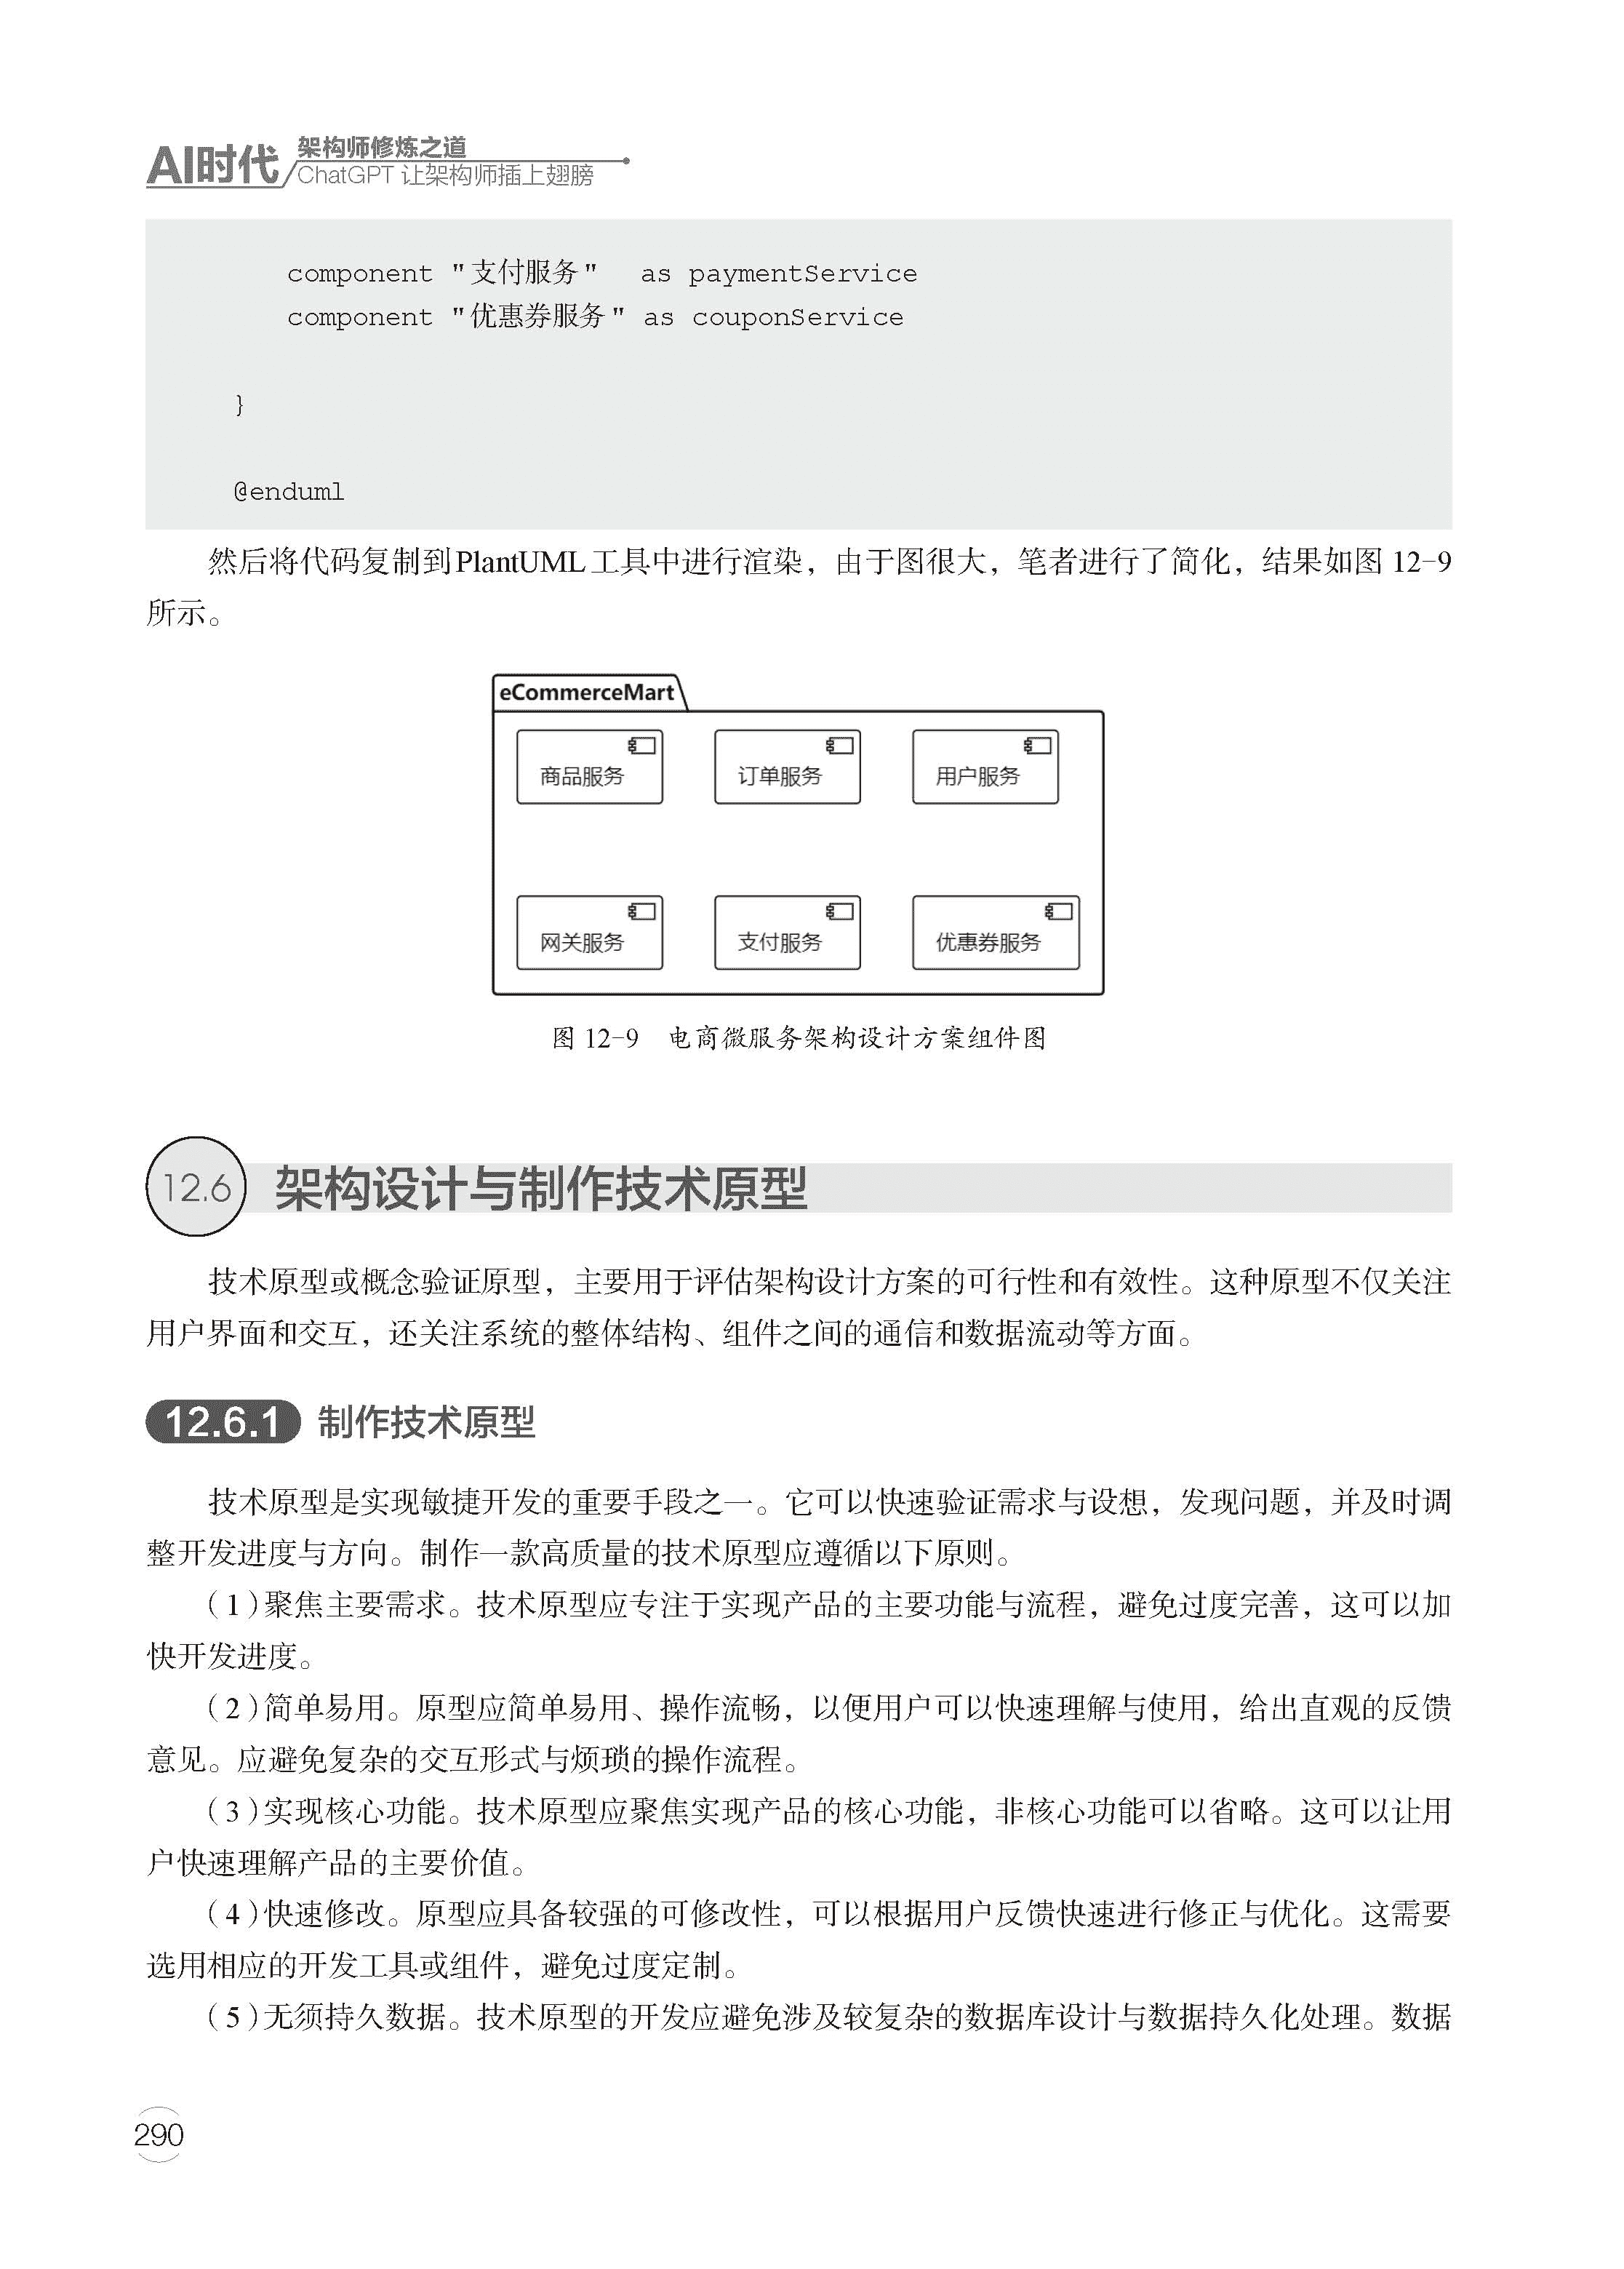 AI时代
架构师修炼之道
ChatGPT 让架构师插上翅膀
component "支付服务" as paymentService
component "优惠券服务" as couponService
}
@enduml
然后将代码复制到PlantUML工具中进行渲染，由于图很大，笔者进行了简化，结果如图 12-9
所示。
eCommerceMart
商品服务 订单服务 用户服务
网关服务 支付服务 优惠券服务
图 12-9 电商微服务架构设计方案组件图
12.6 架构设计与制作技术原型
技术原型或概念验证原型，主要用于评估架构设计方案的可行性和有效性。这种原型不仅关注
用户界面和交互，还关注系统的整体结构、组件之间的通信和数据流动等方面。
12.6.1 制作技术原型
技术原型是实现敏捷开发的重要手段之一。它可以快速验证需求与设想，发现问题，并及时调
整开发进度与方向。制作一款高质量的技术原型应遵循以下原则。
（1）聚焦主要需求。技术原型应专注于实现产品的主要功能与流程，避免过度完善，这可以加
快开发进度。
（2）简单易用。原型应简单易用、操作流畅，以便用户可以快速理解与使用，给出直观的反馈
意见。应避免复杂的交互形式与烦琐的操作流程。
（3）实现核心功能。技术原型应聚焦实现产品的核心功能，非核心功能可以省略。这可以让用
户快速理解产品的主要价值。
（4）快速修改。原型应具备较强的可修改性，可以根据用户反馈快速进行修正与优化。这需要
选用相应的开发工具或组件，避免过度定制。
（5）无须持久数据。技术原型的开发应避免涉及较复杂的数据库设计与数据持久化处理。数据
290